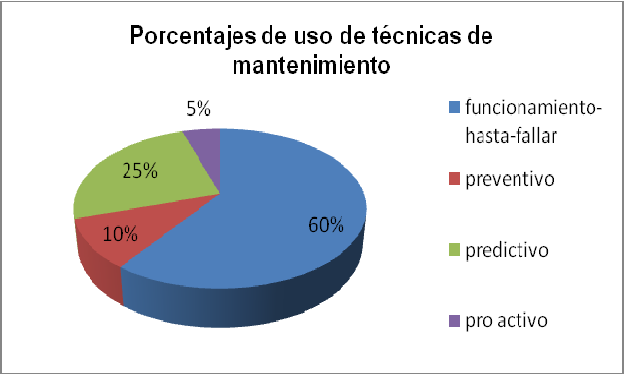 Porcentajes de uso de técnicas de
mantenimiento
5%
25%
10%
60%
funcionamiento-
hasta-fallar
preventivo
predictivo
pro activo